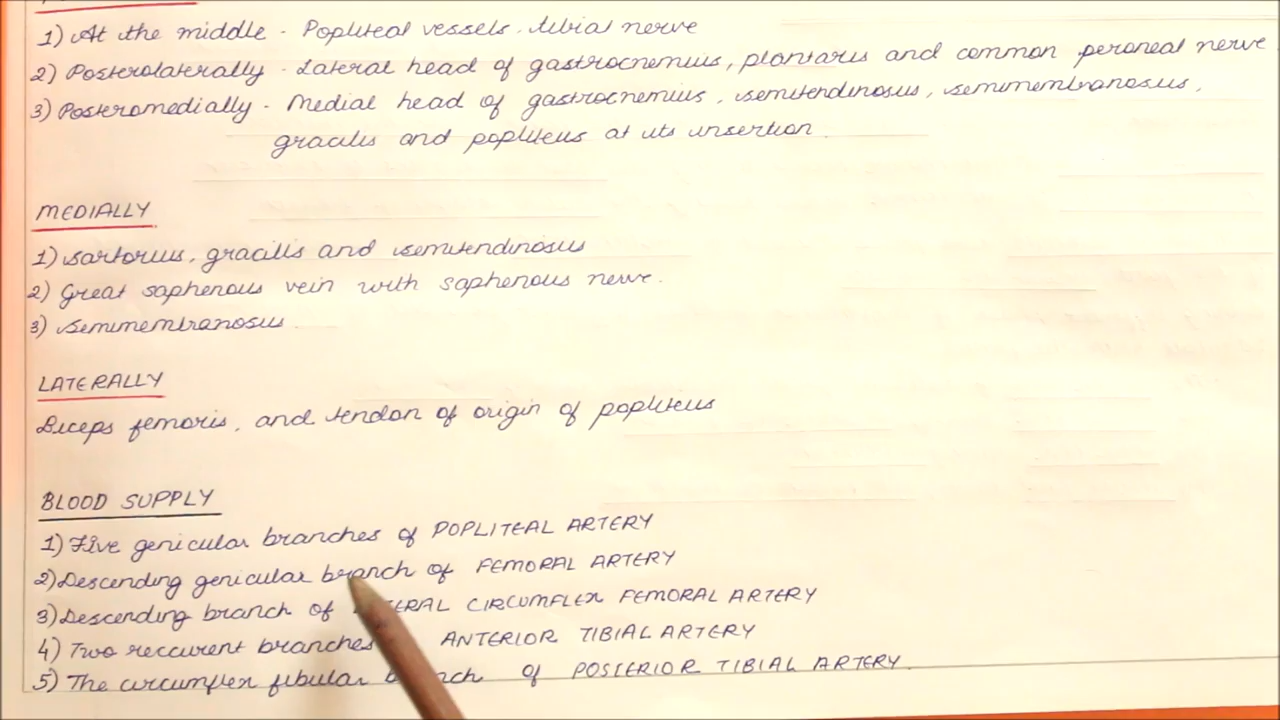 1) At the middle - Popliteal vessels, tibial nerve
2) Posterolaterally - Lateral head of gastrocnemius, plantaris and common peroneal nerve
3) Posteromedially - Medial head of gastrocnemius, semitendinosus, semimembranosus,
gracilis and popliteus at its insertion.
MEDIALLY
1) Sartorius, gracilis and semitendinosus
2) Great saphenous vein with saphenous nerve.
3) Semimembranosus.
LATERALLY
Biceps femoris, and tendon of origin of popliteus
BLOOD SUPPLY
1) Five genicular branches of POPLITEAL ARTERY
2) Descending genicular branch of FEMORAL ARTERY
3) Descending branch of CIRCUMFLEX FEMORAL ARTERY
4) Two reccurent branches ANTERIOR TIBIAL ARTERY
5) The circumflex fibular of POSTERIOR TIBIAL ARTERY.